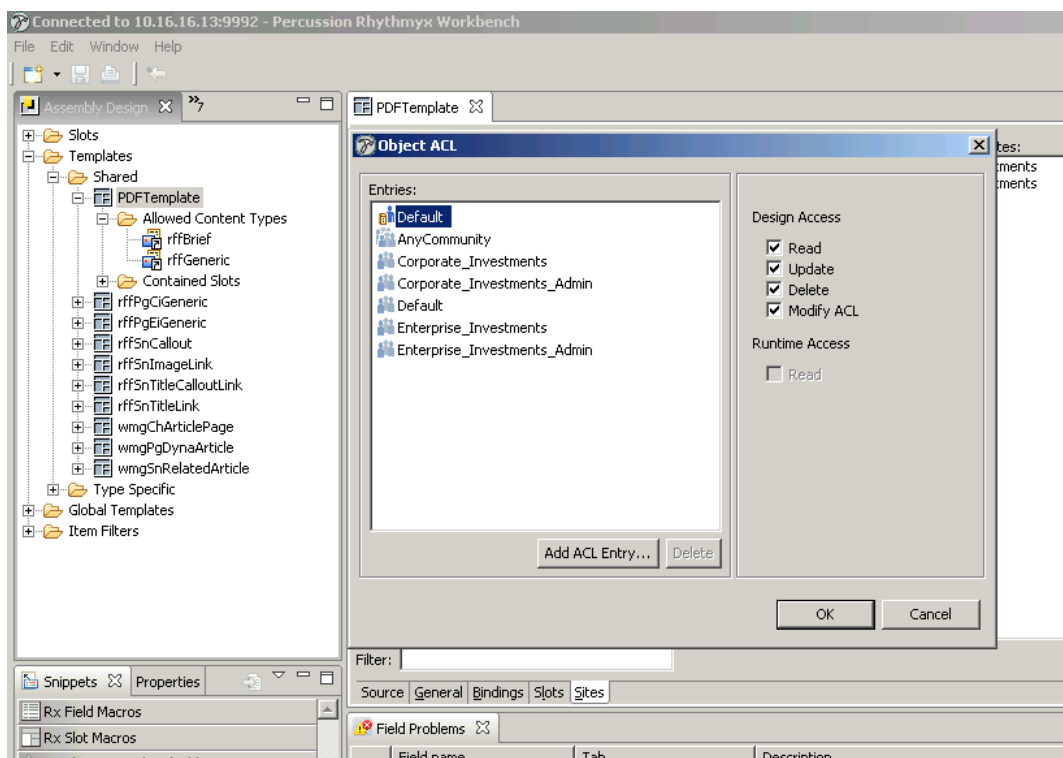 Connected to 10.16.16.13:9992 - Percussion Rhythmyx Workbench
File Edit Window Help
Assembly Design
7
Slots
Templates
Shared
PDFTemplate
Allowed Content Types
rffBrief
rffGeneric
Contained Slots
rffPgCiGeneric
rffPgEiGeneric
rffSnCallout
rffSnImageLink
rffSnTitleCalloutLink
rffSnTitleLink
wmgChArticlePage
wmgPgDynaArticle
wmgSnRelatedArticle
Type Specific
Global Templates
Item Filters
PDFTemplate
Object ACL
tes:
ments
ments
Entries:
Default
AnyCommunity
Corporate_Investments
Corporate_Investments_Admin
Default
Enterprise_Investments
Enterprise_Investments_Admin
Add ACL Entry... Delete
Design Access
Read
Update
Delete
Modify ACL
Runtime Access
Read
OK Cancel
Filter:
Source General Bindings Slots Sites
Snippets Properties
Rx Field Macros
Rx Slot Macros
Field Problems
Field name Tab Description